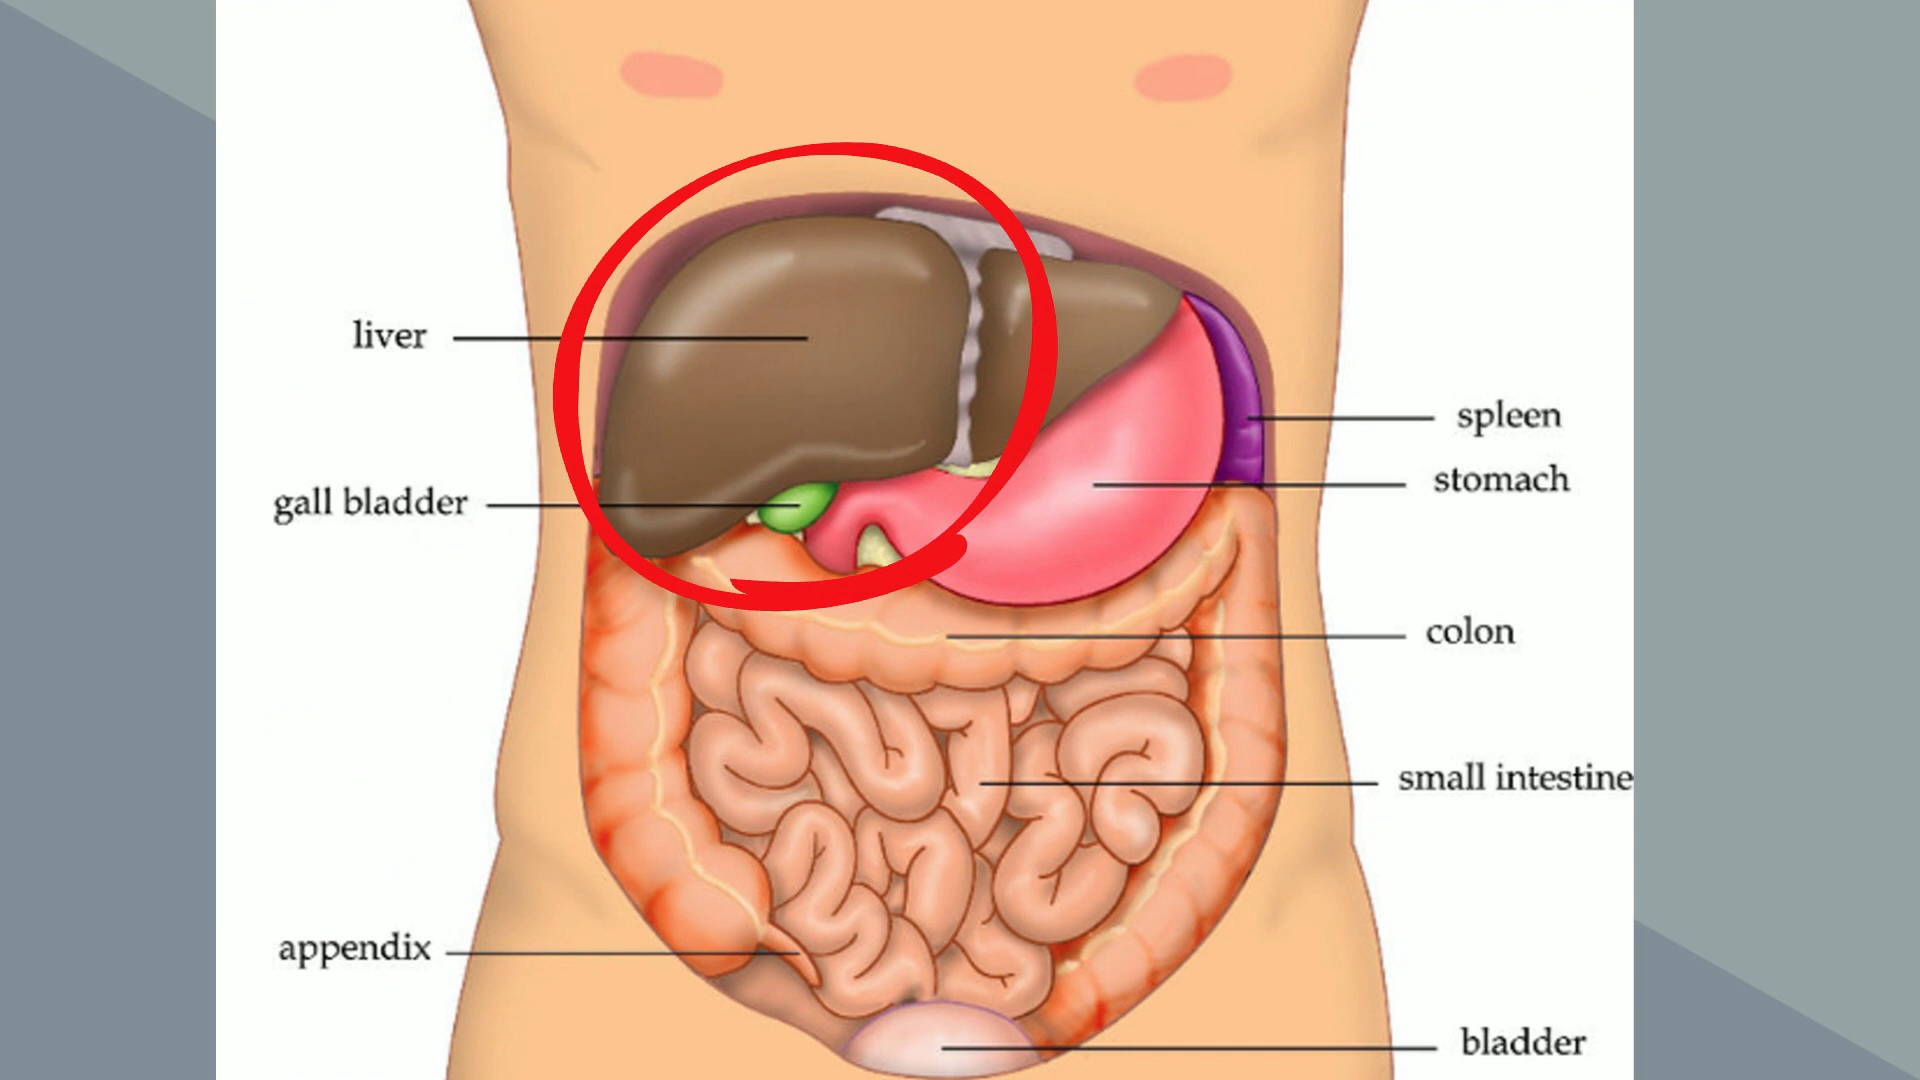 liver
gall bladder
spleen
stomach
colon
small intestine
appendix
bladder